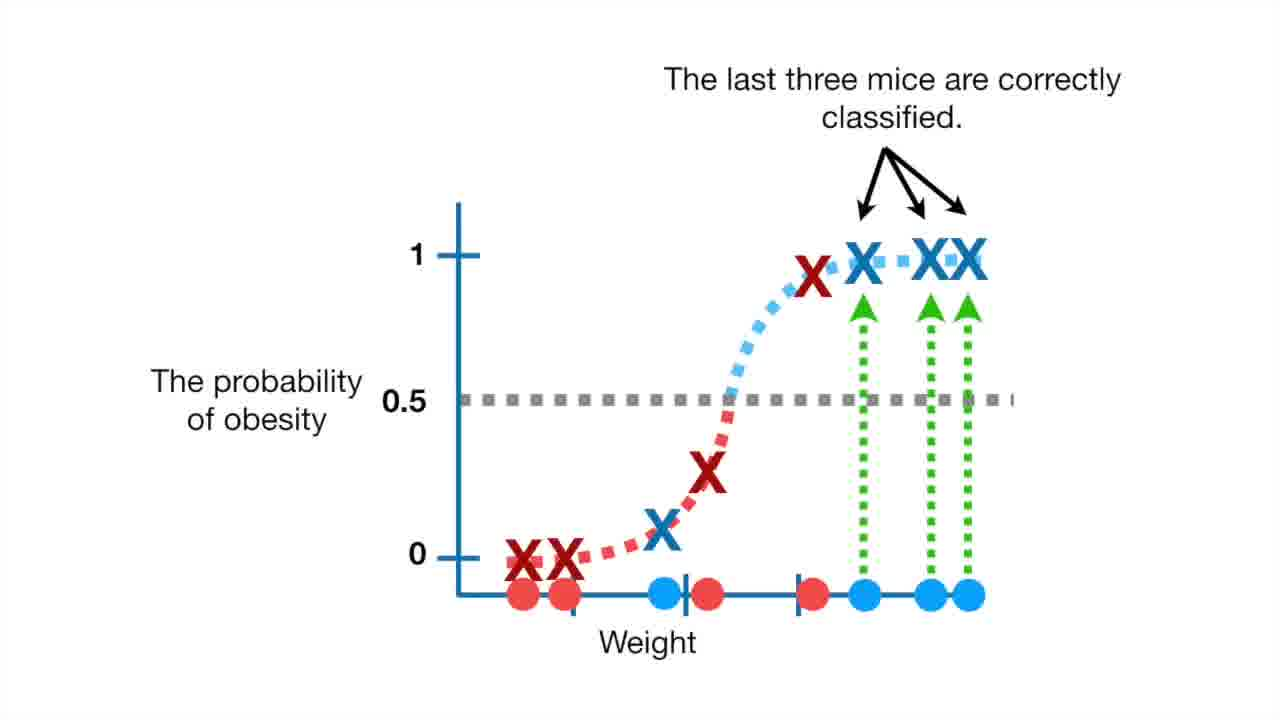 The last three mice are correctly
classified.
1
The probability
of obesity
0.5
0
Weight